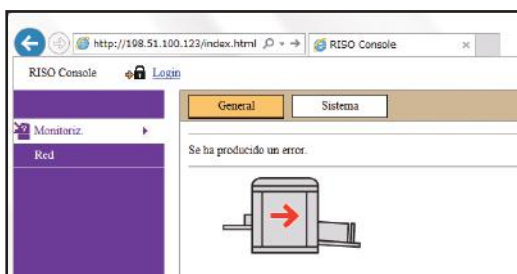 http://198.51.100.123/index.html
RISO Console
RISO Console
Login
General
Sistema
Monitoriz.
Red
Se ha producido un error.